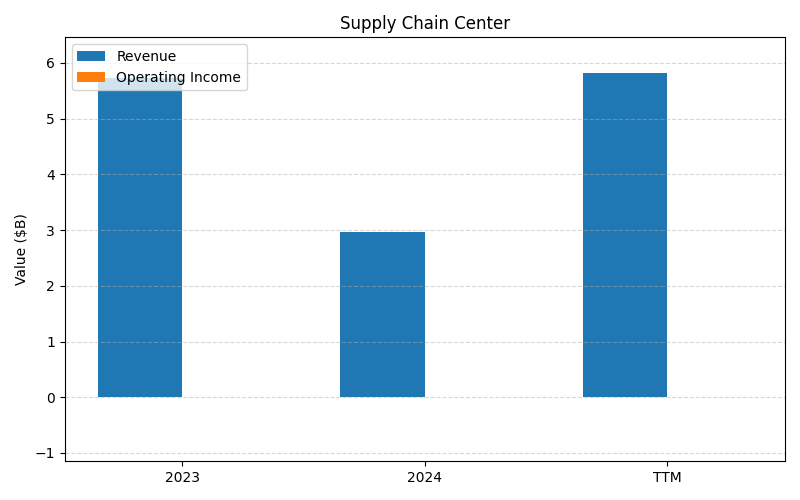 Supply Chain Center
Revenue
Operating Income
Value ($B)
6
5
4
3
2
1
0
−1
2023
2024
TTM